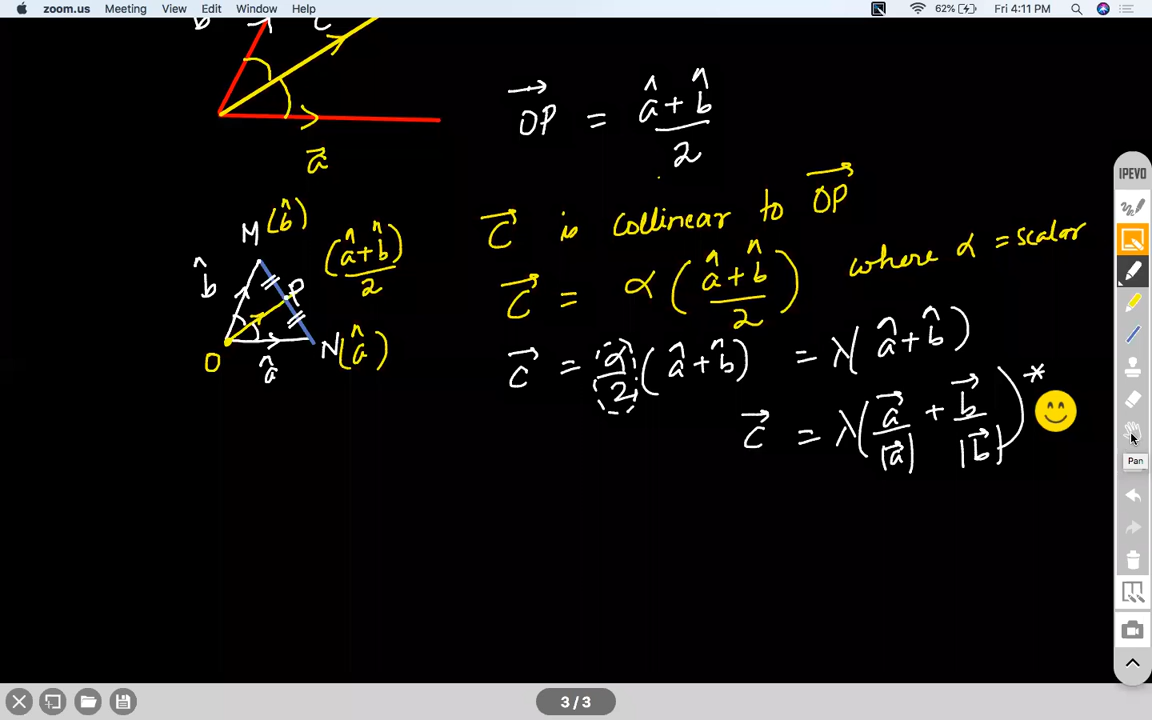 zoom.us Meeting View Edit Window Help 62% Fri 4:11 PM
b⃗ c⃗
a⃗
OP⃗ = (â + b̂)/2
IPEVO
c⃗ is collinear to OP⃗
M(b̂)
(â + b̂)/2
b̂
P
O
â
N(â)
c⃗ = α((â + b̂)/2) where α = scalar
c⃗ = α/2(â + b̂) = λ(â + b̂)
c⃗ = λ(a⃗/|a⃗| + b⃗/|b⃗|)*
Pan
3/3